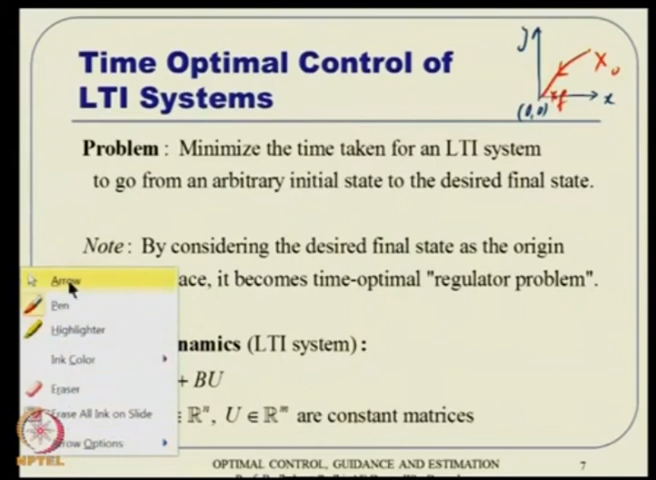 Time Optimal Control of
LTI Systems
y
X₀
xf
x
(0,0)
Problem : Minimize the time taken for an LTI system
to go from an arbitrary initial state to the desired final state.
Note : By considering the desired final state as the origin
ace, it becomes time-optimal "regulator problem".
namics (LTI system) :
+ BU
ℝⁿ, U ∈ ℝᵐ are constant matrices
Arrow
Pen
Highlighter
Ink Color
Eraser
Erase All Ink on Slide
Arrow Options
NPTEL
OPTIMAL CONTROL, GUIDANCE AND ESTIMATION
7